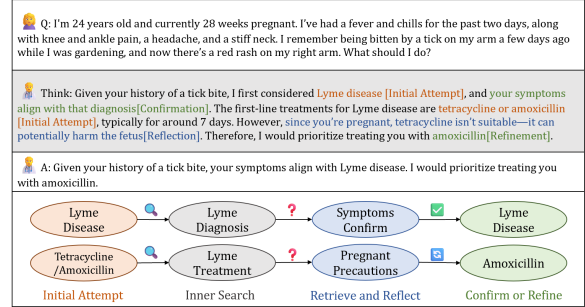 Q: I'm 24 years old and currently 28 weeks pregnant. I've had a fever and chills for the past two days, along
with knee and ankle pain, a headache, and a stiff neck. I remember being bitten by a tick on my arm a few days ago
while I was gardening, and now there's a red rash on my right arm. What should I do?
Think: Given your history of a tick bite, I first considered Lyme disease [Initial Attempt], and your symptoms
align with that diagnosis[Confirmation]. The first-line treatments for Lyme disease are tetracycline or amoxicillin
[Initial Attempt], typically for around 7 days. However, since you're pregnant, tetracycline isn't suitable—it can
potentially harm the fetus[Reflection]. Therefore, I would prioritize treating you with amoxicillin[Refinement].
A: Given your history of a tick bite, your symptoms align with Lyme disease. I would prioritize treating you
with amoxicillin.
Lyme Disease
Lyme Diagnosis
Symptoms Confirm
Lyme Disease
Tetracycline /Amoxicillin
Lyme Treatment
Pregnant Precautions
Amoxicillin
Initial Attempt
Inner Search
Retrieve and Reflect
Confirm or Refine